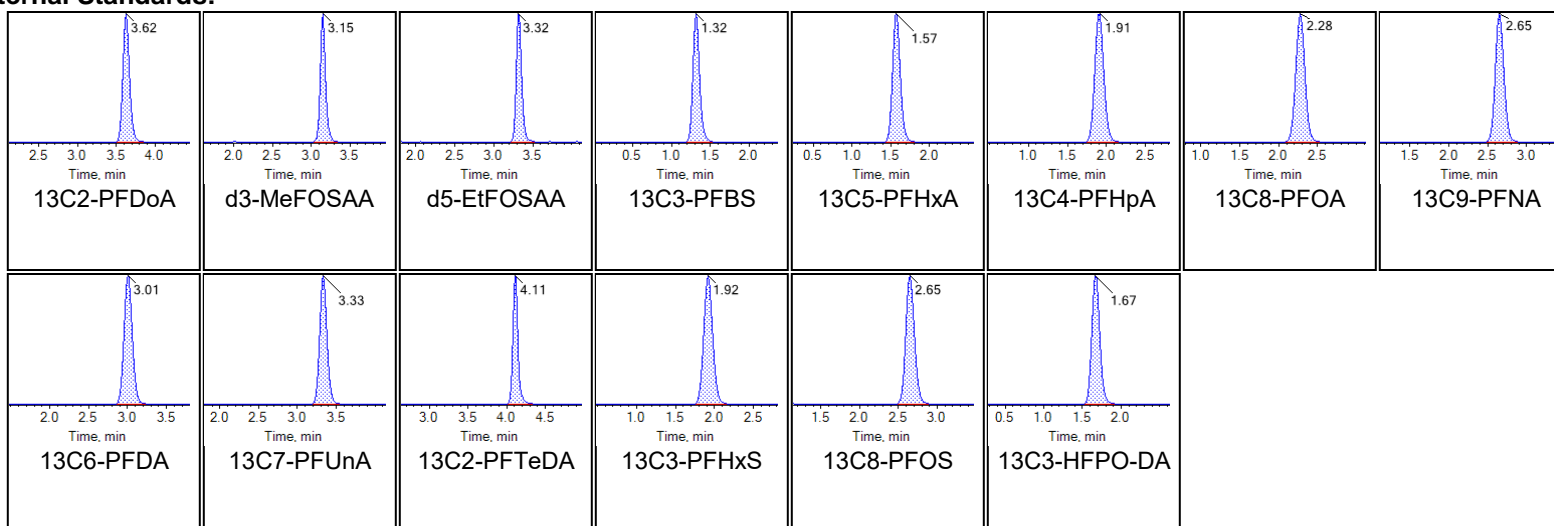 ternal Standards:
3.62 3.15 3.32 1.32 1.57 1.91 2.28 2.65
2.5 3.0 3.5 4.0 2.0 2.5 3.0 3.5 2.0 2.5 3.0 3.5 0.5 1.0 1.5 2.0 0.5 1.0 1.5 2.0 1.0 1.5 2.0 2.5 1.0 1.5 2.0 2.5 1.5 2.0 2.5 3.0
Time, min Time, min Time, min Time, min Time, min Time, min Time, min Time, min
13C2-PFDoA d3-MeFOSAA d5-EtFOSAA 13C3-PFBS 13C5-PFHxA 13C4-PFHpA 13C8-PFOA 13C9-PFNA
3.01 3.33 4.11 1.92 2.65 1.67
2.0 2.5 3.0 3.5 2.0 2.5 3.0 3.5 3.0 3.5 4.0 4.5 1.0 1.5 2.0 2.5 1.5 2.0 2.5 3.0 0.5 1.0 1.5 2.0
Time, min Time, min Time, min Time, min Time, min Time, min
13C6-PFDA 13C7-PFUnA 13C2-PFTeDA 13C3-PFHxS 13C8-PFOS 13C3-HFPO-DA